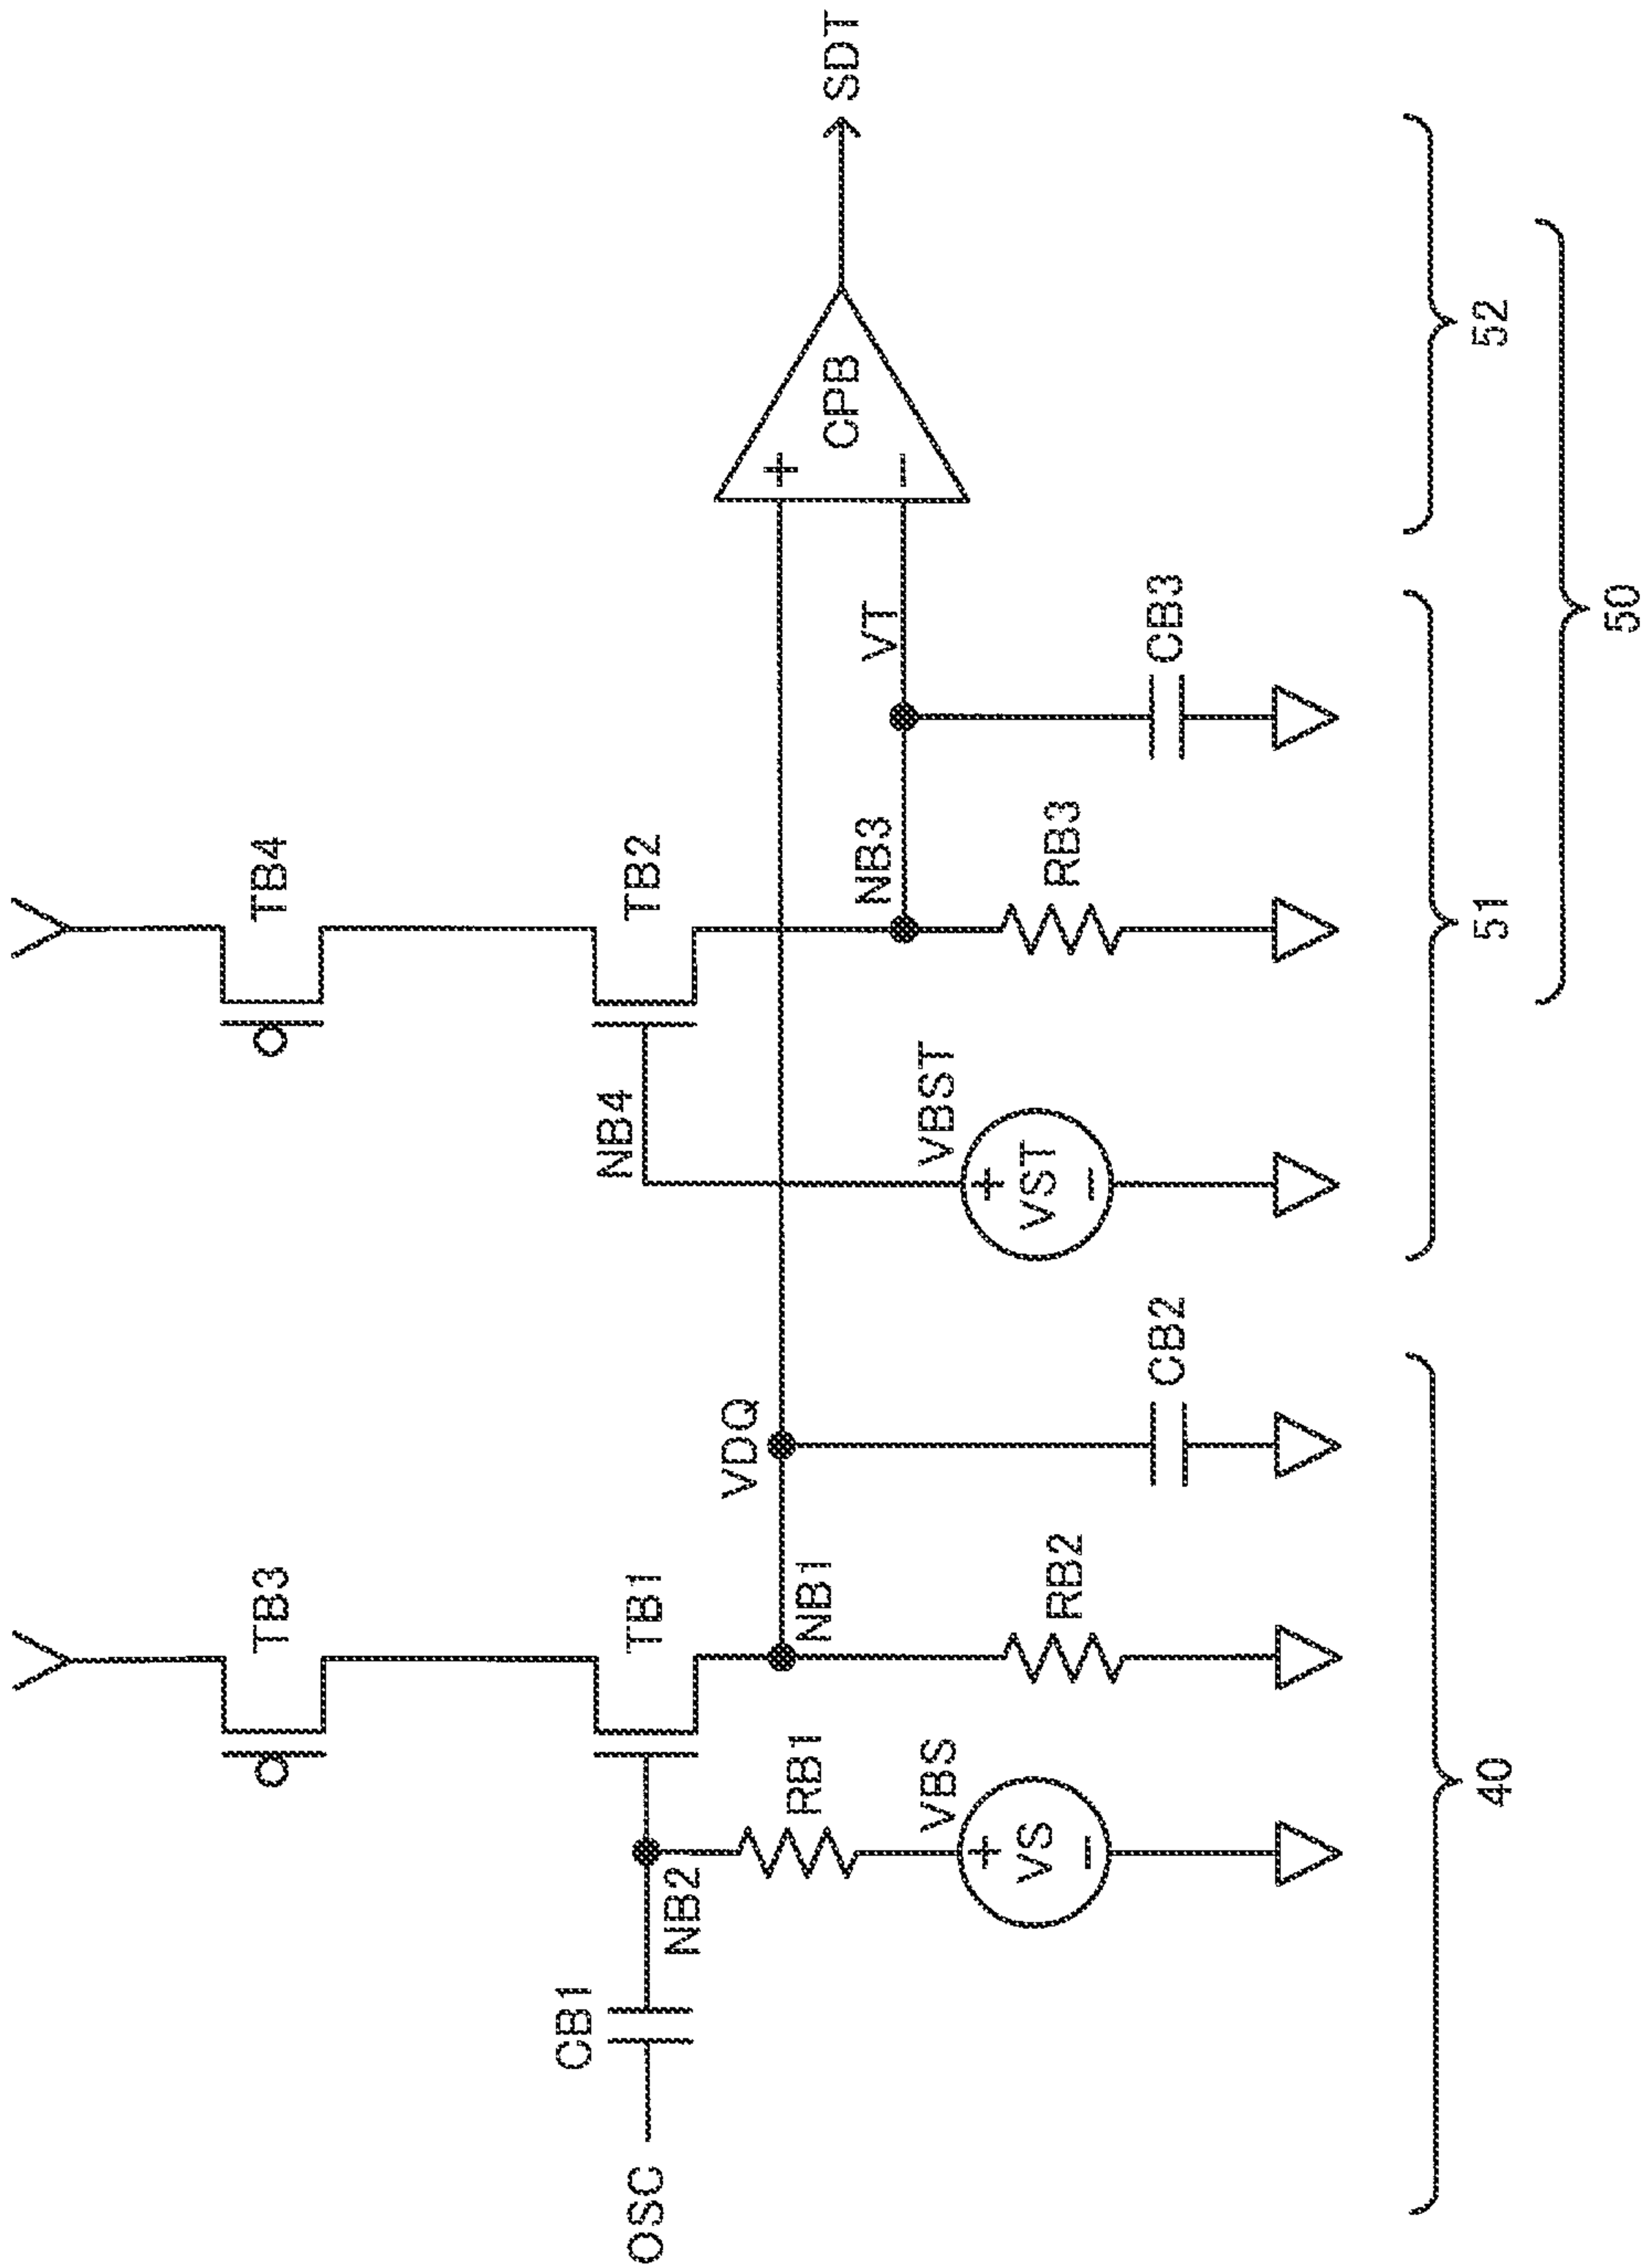 TB3
TB4
CB1
TB1
TB2
OSC
NB2
NB4
VDQ
NB1
RB1
VBS
+
VS
−
RB2
CB2
VBST
+
VST
−
NB3
RB3
VT
CB3
+
−
CPB
SDT
40
51
52
50